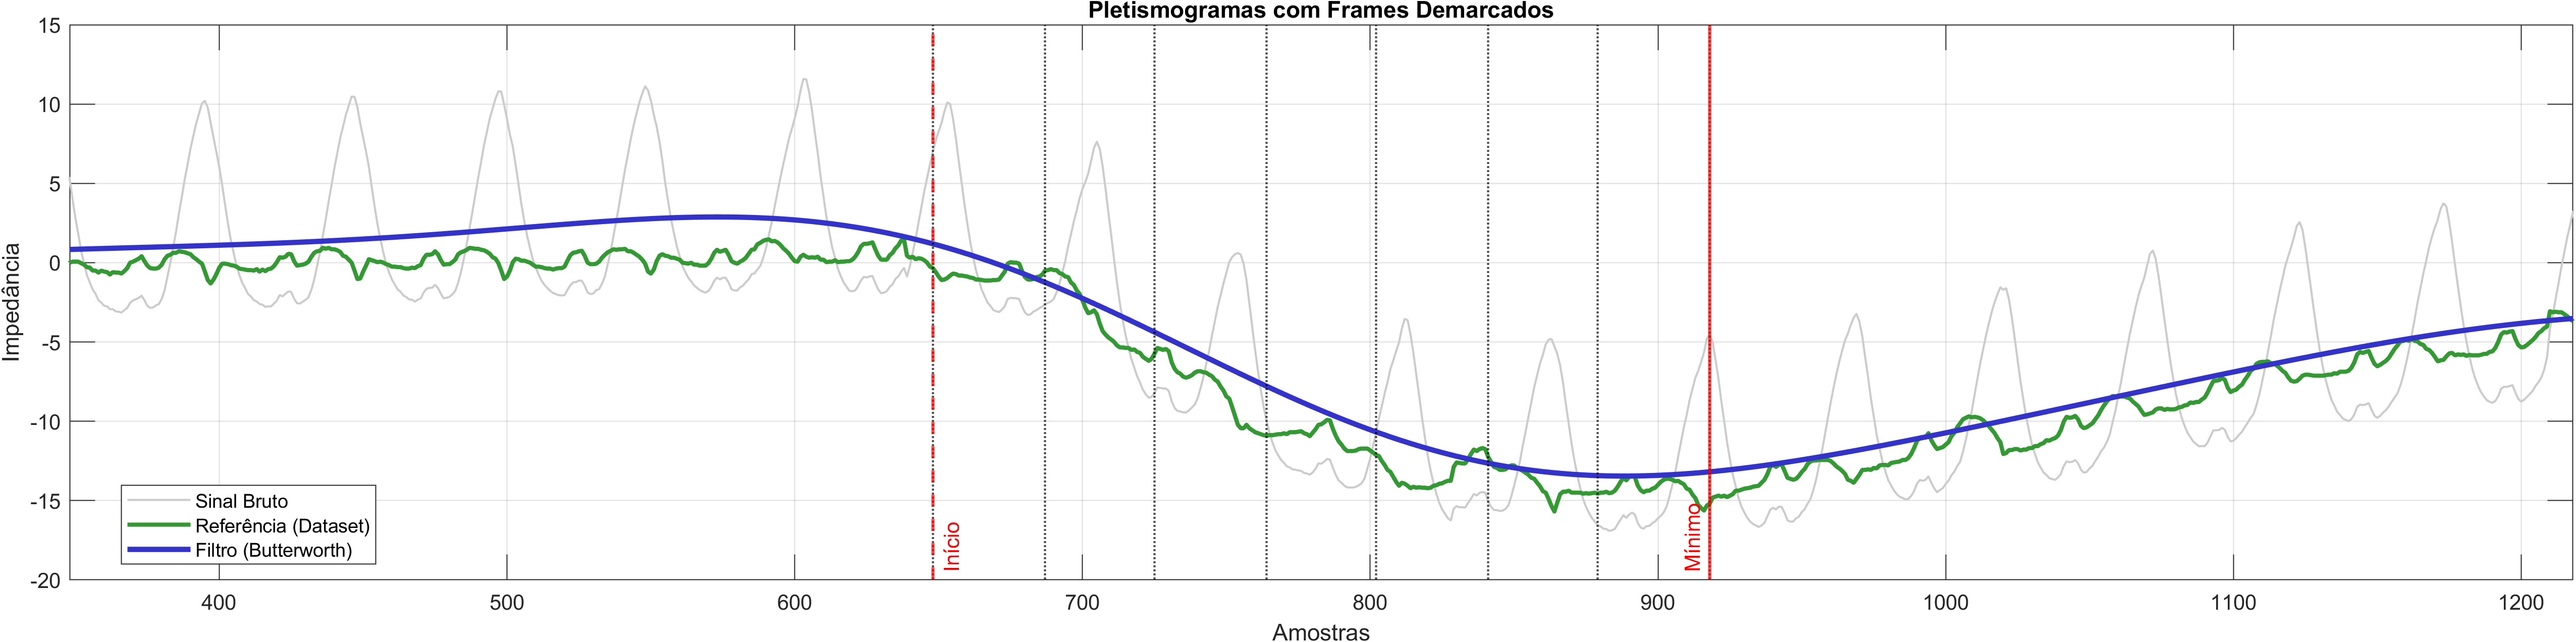 Pletismogramas com Frames Demarcados
15
10
5
0
-5
-10
-15
-20
Impedância
Sinal Bruto
Referência (Dataset)
Filtro (Butterworth)
Início
Mínimo
400 500 600 700 800 900 1000 1100 1200
Amostras